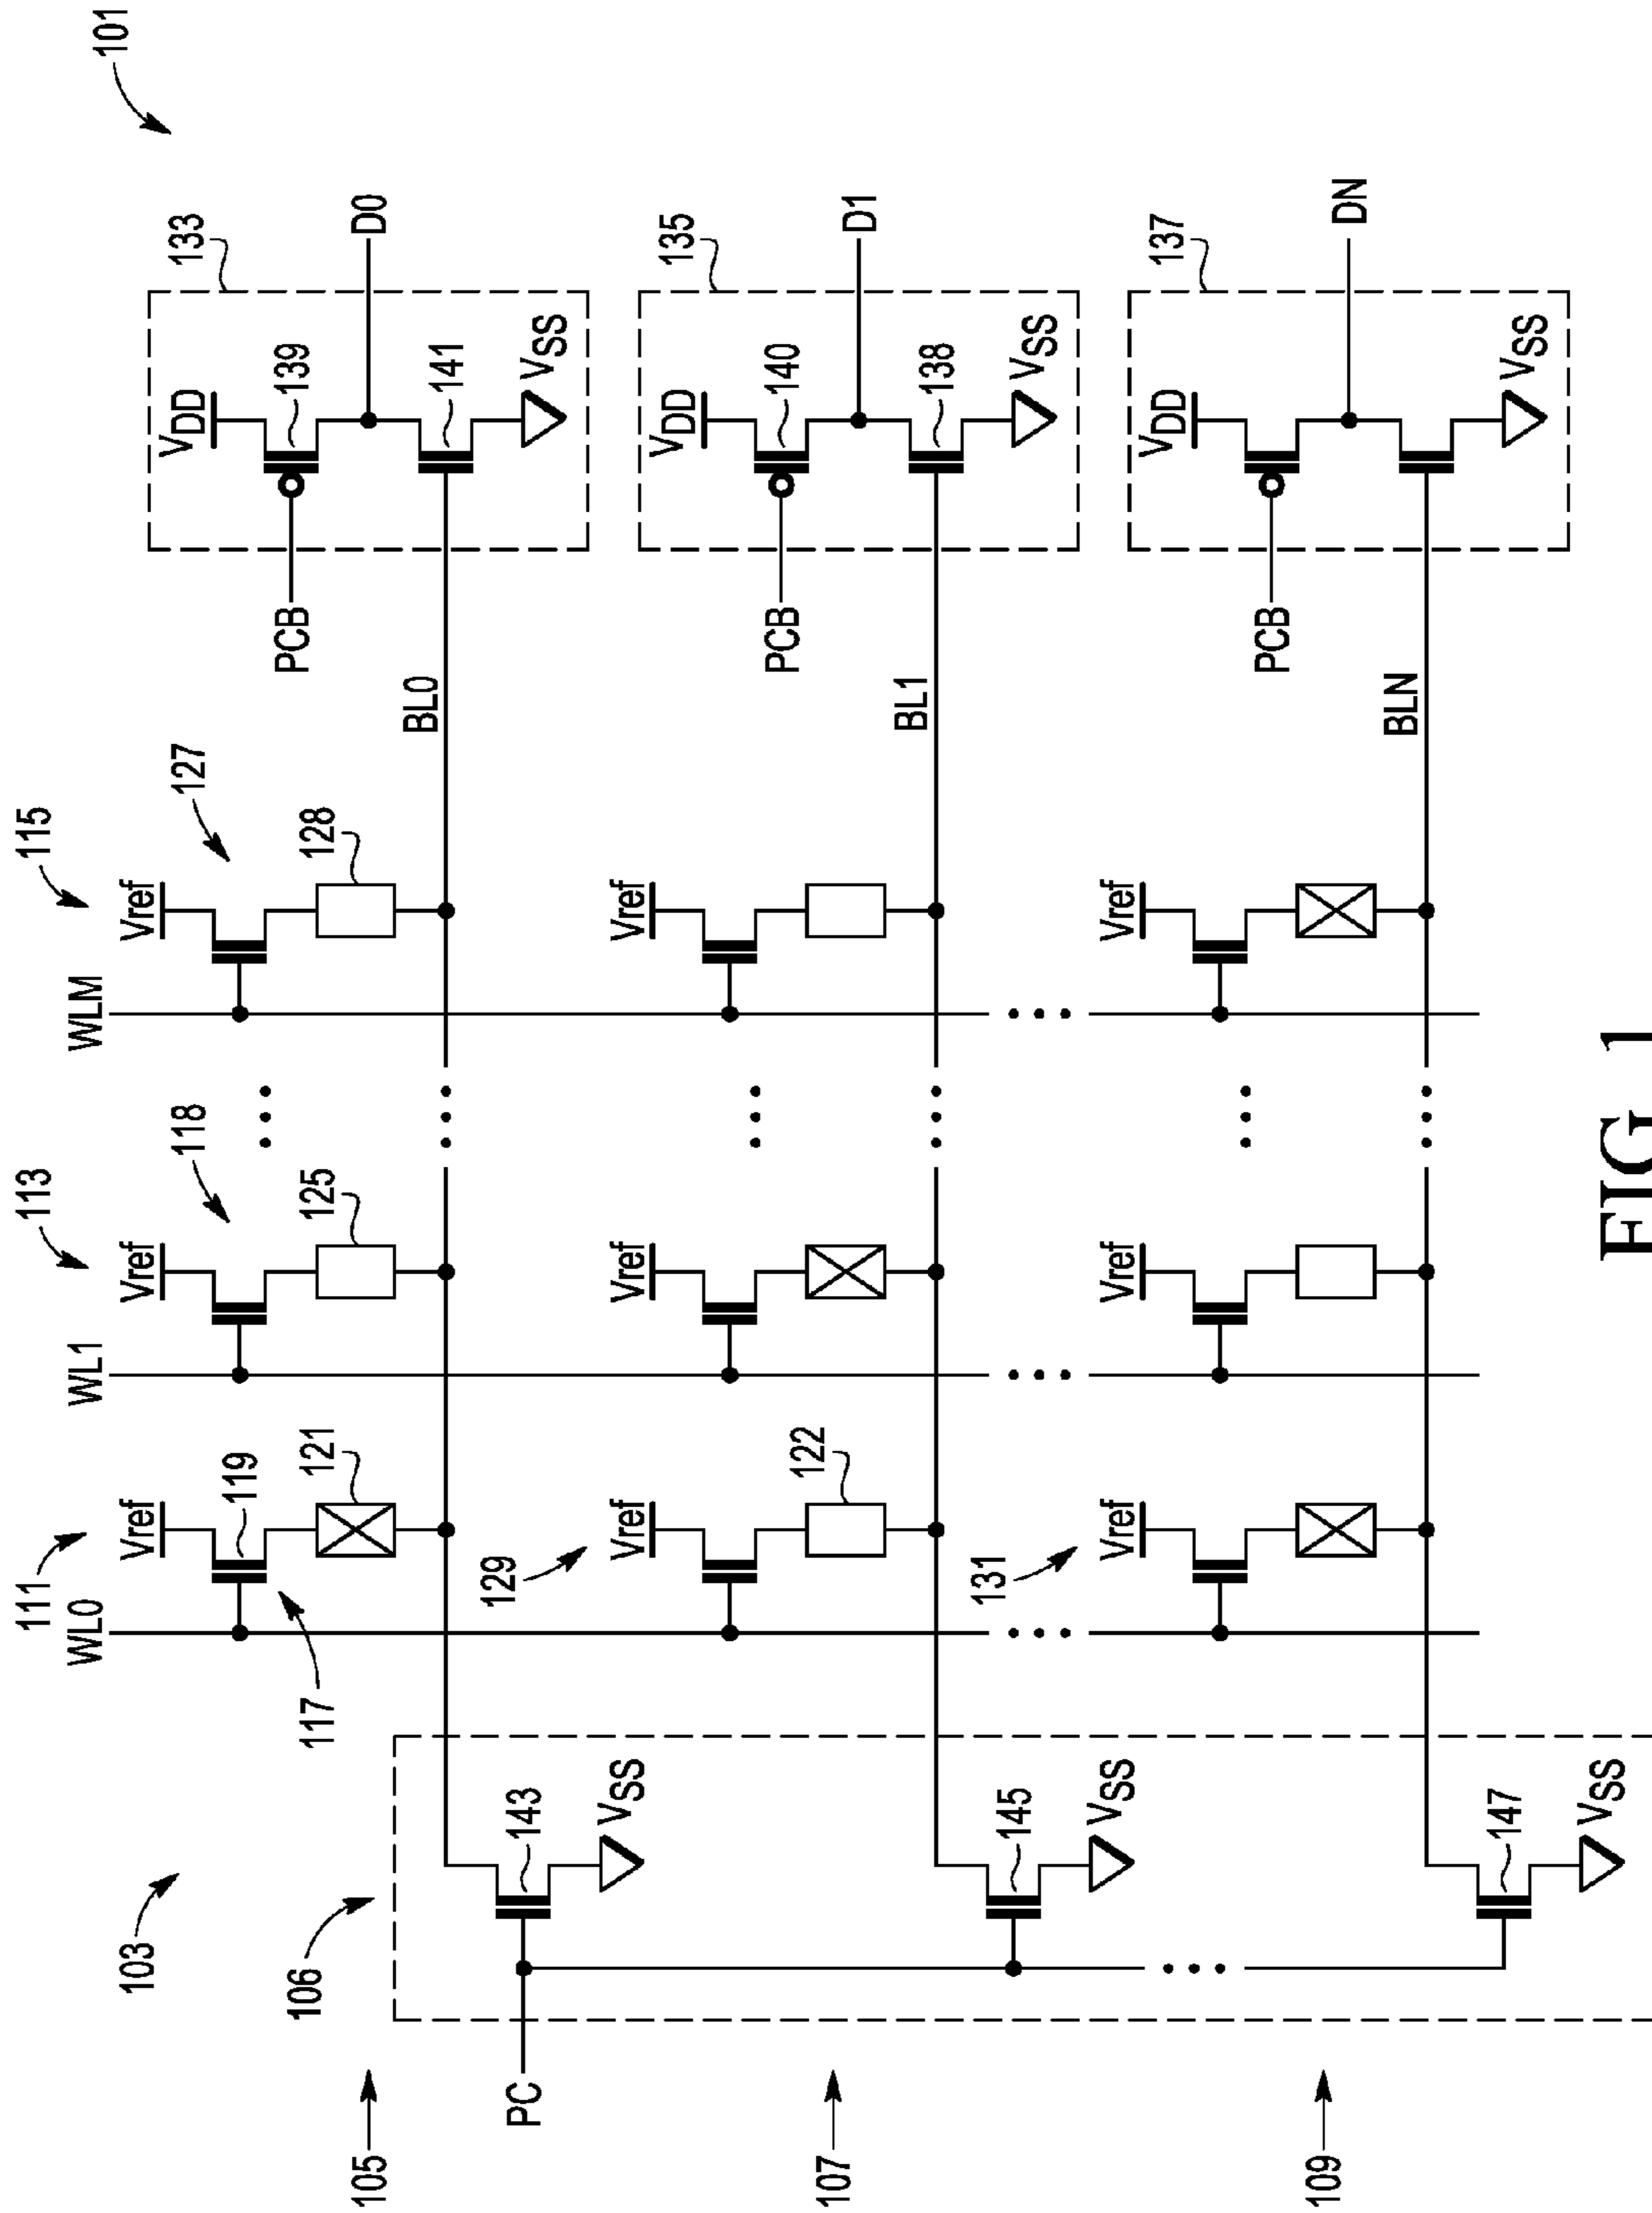 101
103
115
113
111
WLM
WL1
WL0
127
118
117
Vref
Vref
Vref
119
128
125
121
BL0
PCB
VDD
139
141
VSS
133
D0
105
106
PC
143
VSS
129
Vref
Vref
Vref
122
BL1
PCB
VDD
140
138
VSS
135
D1
107
145
VSS
131
Vref
Vref
Vref
BLN
PCB
VDD
VSS
137
DN
109
147
VSS
FIG. 1